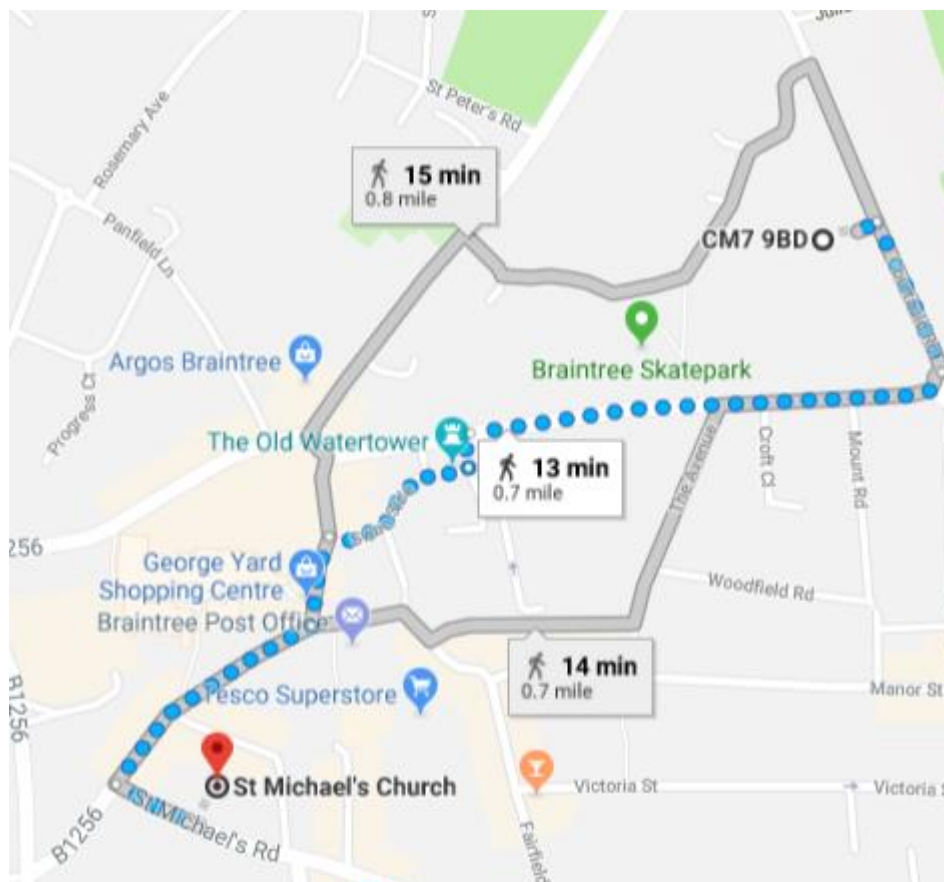 St Peter's Rd
Rosemary Ave
15 min
0.8 mile
Panfield Ln
CM7 9BD
Argos Braintree
Braintree Skatepark
Progress Ct
The Old Watertower
13 min
0.7 mile
The Avenue
Croft Ct
Mount Rd
256
George Yard
Shopping Centre
Woodfield Rd
Braintree Post Office
14 min
0.7 mile
B1256
Tesco Superstore
Manor St
St Michael's Church
Victoria St
Victoria S
St Michael's Rd
B1256
Fairfield